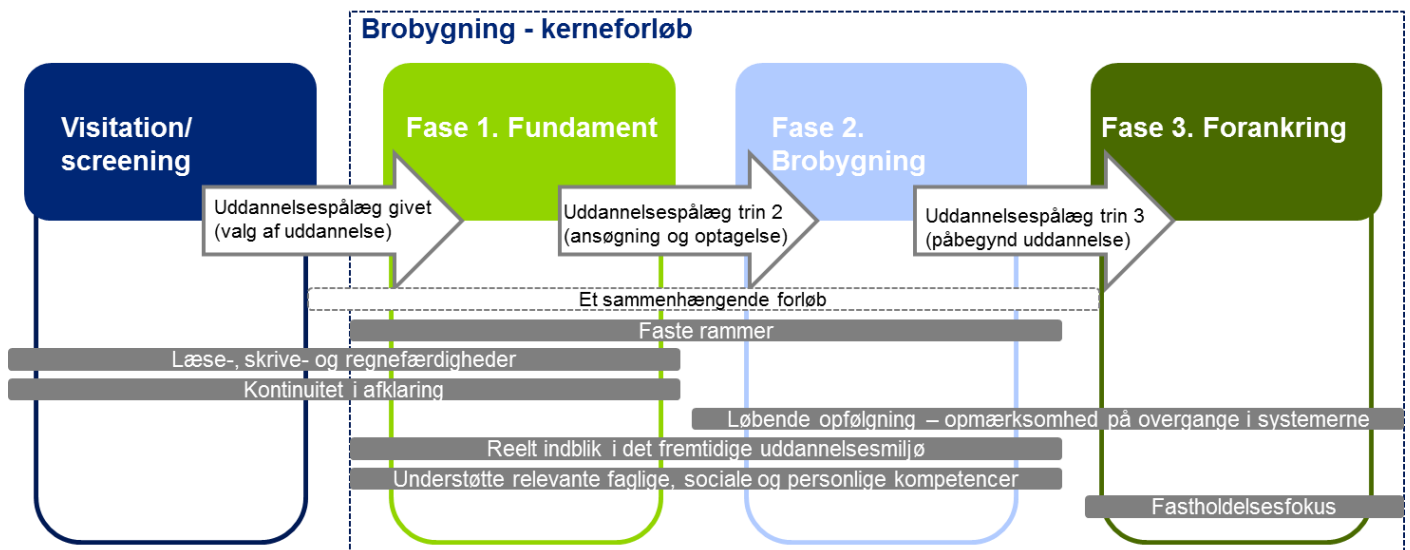 Brobygning - kerneforløb
Visitation/
screening
Fase 1. Fundament
Fase 2.
Brobygning
Fase 3. Forankring
Uddannelsespålæg givet
(valg af uddannelse)
Uddannelsespålæg trin 2
(ansøgning og optagelse)
Uddannelsespålæg trin 3
(påbegynd uddannelse)
Et sammenhængende forløb
Faste rammer
Læse-, skrive- og regnefærdigheder
Kontinuitet i afklaring
Løbende opfølgning – opmærksomhed på overgange i systemerne
Reelt indblik i det fremtidige uddannelsesmiljø
Understøtte relevante faglige, sociale og personlige kompetencer
Fastholdelsesfokus